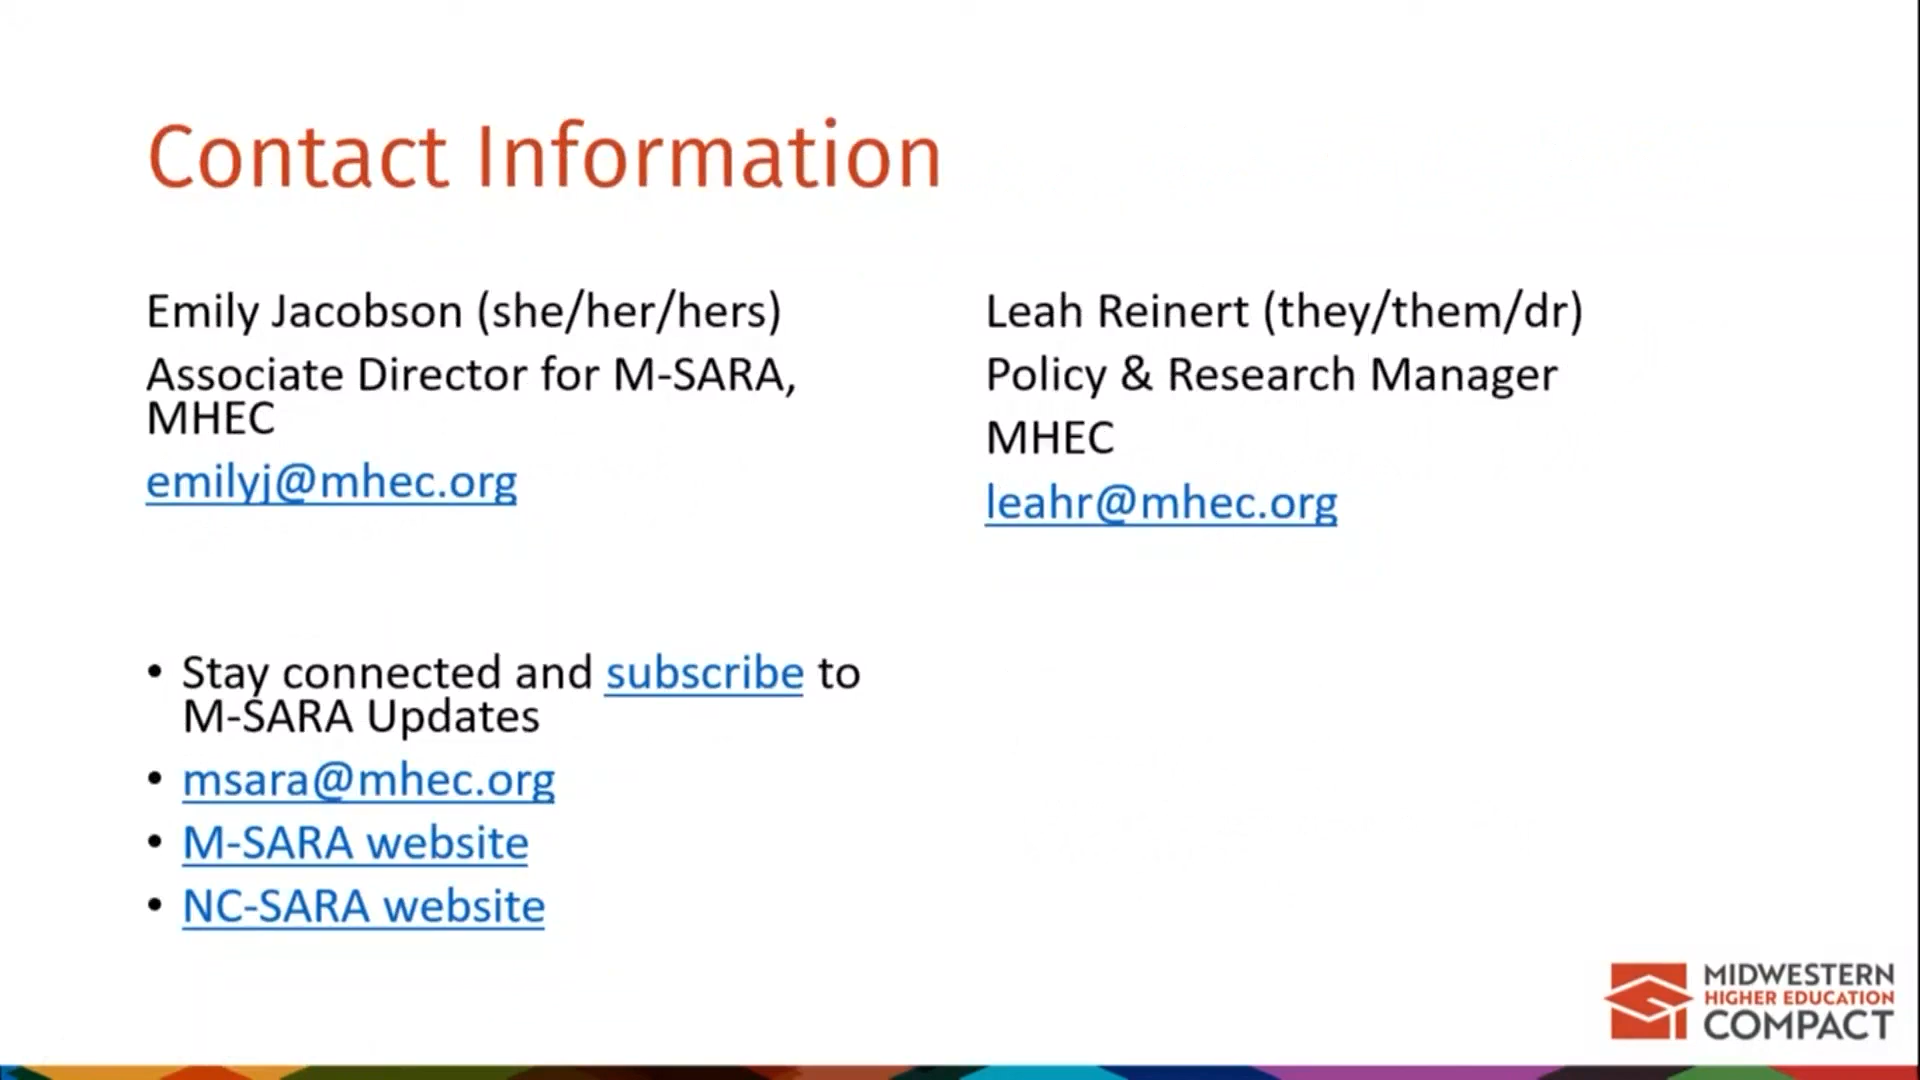 Contact Information
Emily Jacobson (she/her/hers)
Associate Director for M-SARA,
MHEC
emilyj@mhec.org
Leah Reinert (they/them/dr)
Policy & Research Manager
MHEC
leahr@mhec.org
• Stay connected and subscribe to
M-SARA Updates
• msara@mhec.org
• M-SARA website
• NC-SARA website
MIDWESTERN
HIGHER EDUCATION
COMPACT